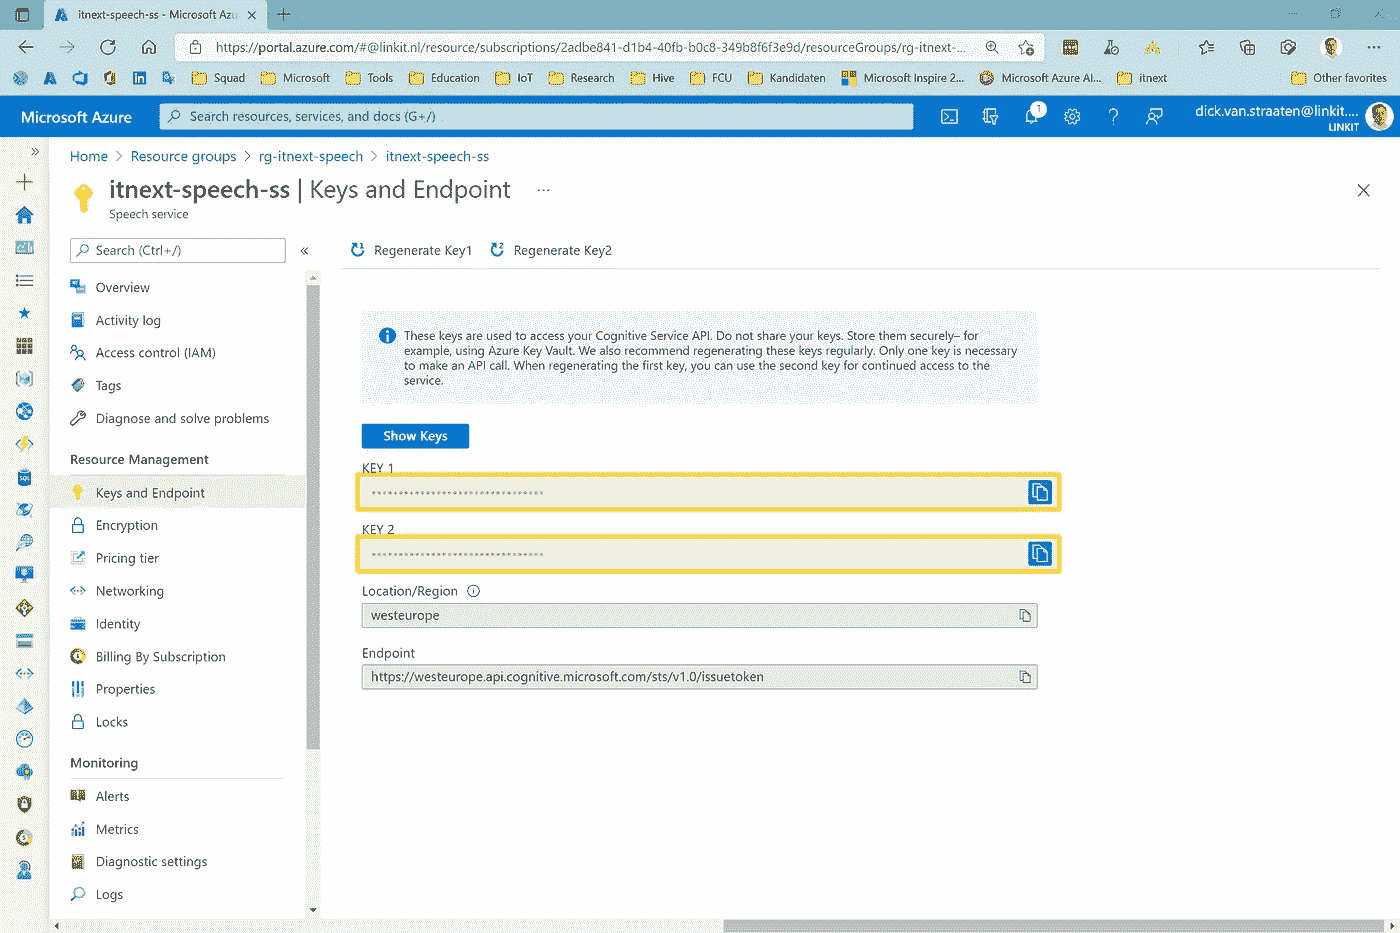 itnext-speech-ss - Microsoft Azu
https://portal.azure.com/#@linkit.nl/resource/subscriptions/2adbe841-d1b4-40fb-b0c8-349b8f6f3e9d/resourceGroups/rg-itnext-...
Squad Microsoft Tools Education IoT Research Hive FCU Kandidaten Microsoft Inspire 2... Microsoft Azure AI... itnext Other favorites
Microsoft Azure
Search resources, services, and docs (G+/)
1
dick.van.straaten@linkit....
LINKIT
Home > Resource groups > rg-itnext-speech > itnext-speech-ss
itnext-speech-ss | Keys and Endpoint ...
Speech service
Search (Ctrl+/)
«
Regenerate Key1 Regenerate Key2
Overview
Activity log
Access control (IAM)
Tags
Diagnose and solve problems
Resource Management
Keys and Endpoint
Encryption
Pricing tier
Networking
Identity
Billing By Subscription
Properties
Locks
Monitoring
Alerts
Metrics
Diagnostic settings
Logs
These keys are used to access your Cognitive Service API. Do not share your keys. Store them securely– for
example, using Azure Key Vault. We also recommend regenerating these keys regularly. Only one key is necessary
to make an API call. When regenerating the first key, you can use the second key for continued access to the
service.
Show Keys
KEY 1
KEY 2
Location/Region
westeurope
Endpoint
https://westeurope.api.cognitive.microsoft.com/sts/v1.0/issuetoken